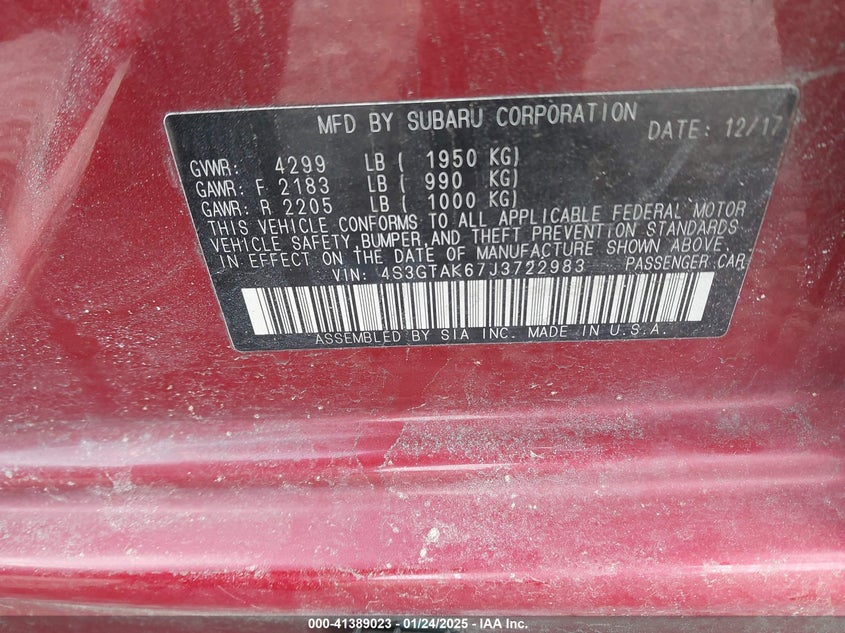 MFD BY SUBARU CORPORATION DATE: 12/17
GVWR: 4299 LB ( 1950 KG)
GAWR: F 2183 LB ( 990 KG)
GAWR: R 2205 LB ( 1000 KG)
THIS VEHICLE CONFORMS TO ALL APPLICABLE FEDERAL MOTOR
VEHICLE SAFETY, BUMPER, AND THEFT PREVENTION STANDARDS
IN EFFECT ON THE DATE OF MANUFACTURE SHOWN ABOVE.
VIN: 4S3GTAK67J3722983 PASSENGER CAR
ASSEMBLED BY SIA INC. MADE IN U.S.A.
000-41389023 - 01/24/2025 - IAA Inc.